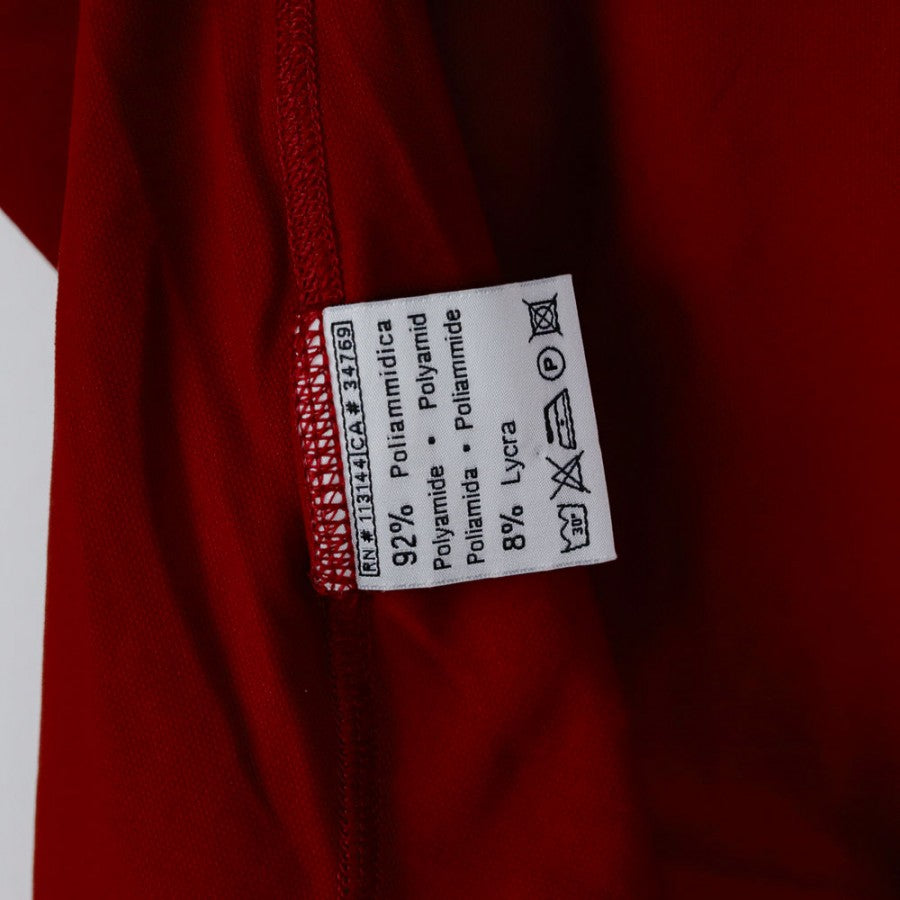 RN # 113144 CA # 34769
92% Poliammidica
Polyamide • Polyamid
Poliamida • Poliammide
8% Lycra
30°
P